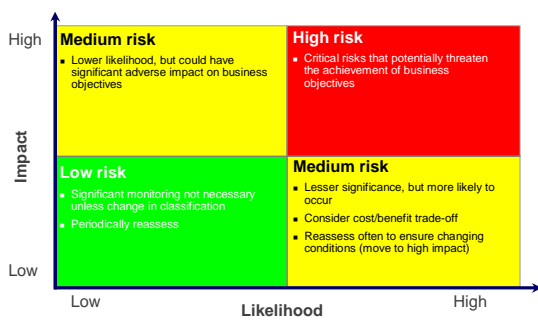 High
Medium risk
Lower likelihood, but could have
significant adverse impact on business
objectives
High risk
Critical risks that potentially threaten
the achievement of business
objectives
Impact
Low risk
Significant monitoring not necessary
unless change in classification
Periodically reassess
Medium risk
Lesser significance, but more likely to
occur
Consider cost/benefit trade-off
Reassess often to ensure changing
conditions (move to high impact)
Low
Low
Likelihood
High